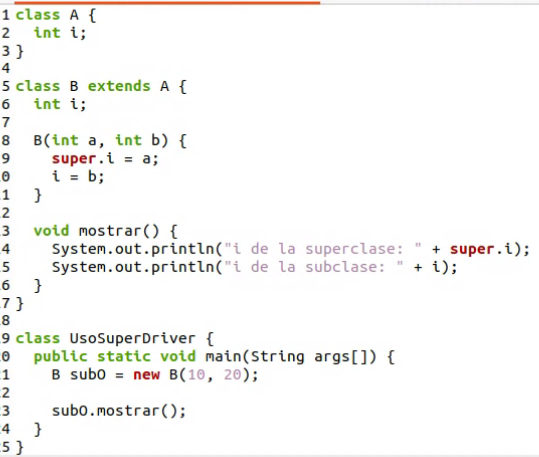 1 class A {
2   int i;
3 }
4
5 class B extends A {
6   int i;
7
8   B(int a, int b) {
9     super.i = a;
0     i = b;
1   }
2
3   void mostrar() {
4     System.out.println("i de la superclase: " + super.i);
5     System.out.println("i de la subclase: " + i);
6   }
7 }
8
9 class UsoSuperDriver {
0   public static void main(String args[]) {
1     B subO = new B(10, 20);
2
3     subO.mostrar();
4   }
5 }